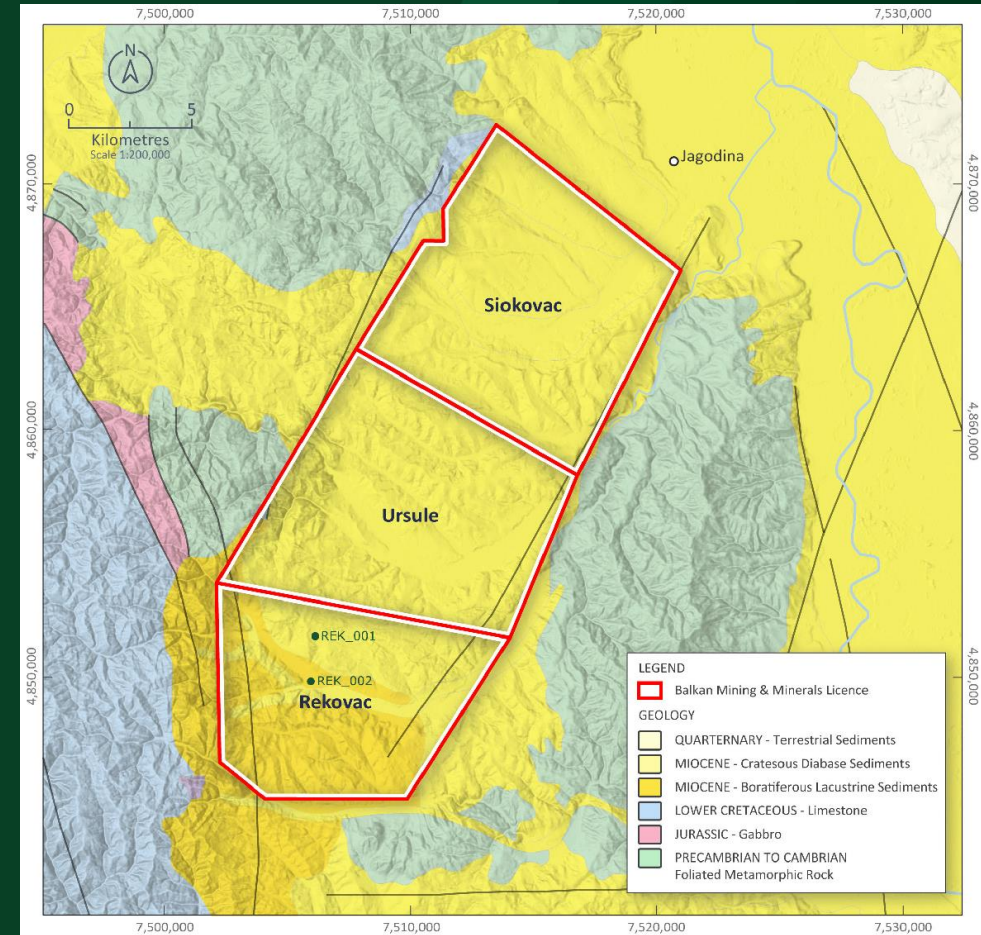 7,500,000
7,510,000
7,520,000
7,530,000
N
0 5
Kilometres
Scale 1:200,000
4,870,000
4,870,000
Jagodina
Siokovac
4,860,000
4,860,000
Ursule
REK_001
4,850,000
4,850,000
REK_002
Rekovac
LEGEND
Balkan Mining & Minerals Licence
GEOLOGY
QUARTERNARY - Terrestrial Sediments
MIOCENE - Cratesous Diabase Sediments
MIOCENE - Boratiferous Lacustrine Sediments
LOWER CRETACEOUS - Limestone
JURASSIC - Gabbro
PRECAMBRIAN TO CAMBRIAN
Foliated Metamorphic Rock
7,500,000
7,510,000
7,520,000
7,530,000